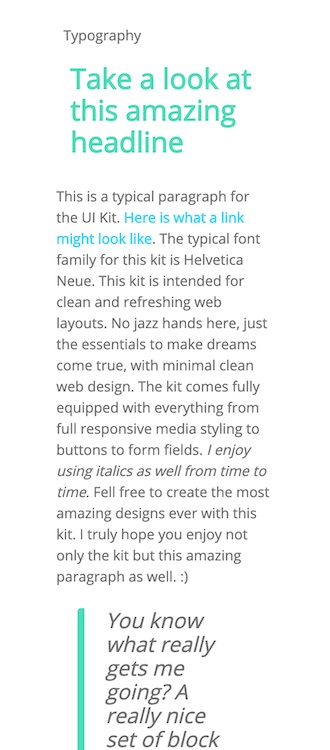 Typography
Take a look at
this amazing
headline
This is a typical paragraph for
the UI Kit. Here is what a link
might look like. The typical font
family for this kit is Helvetica
Neue. This kit is intended for
clean and refreshing web
layouts. No jazz hands here, just
the essentials to make dreams
come true, with minimal clean
web design. The kit comes fully
equipped with everything from
full responsive media styling to
buttons to form fields. I enjoy
using italics as well from time to
time. Fell free to create the most
amazing designs ever with this
kit. I truly hope you enjoy not
only the kit but this amazing
paragraph as well. :)
You know
what really
gets me
going? A
really nice
set of block